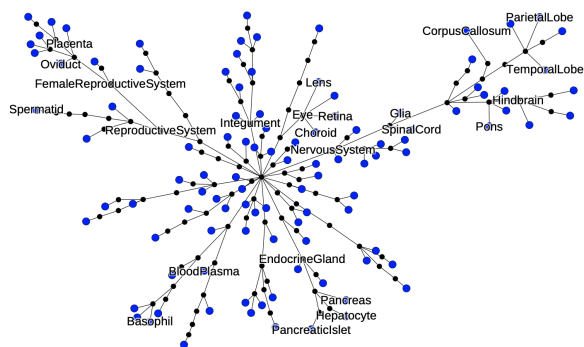 ParietalLobe
CorpusCallosum
Placenta
Oviduct
TemporalLobe
FemaleReproductiveSystem
Lens
Hindbrain
Spermatid
Integument
Eye
Retina
Glia
ReproductiveSystem
Choroid
SpinalCord
Pons
NervousSystem
EndocrineGland
BloodPlasma
Pancreas
Basophil
Hepatocyte
PancreaticIslet